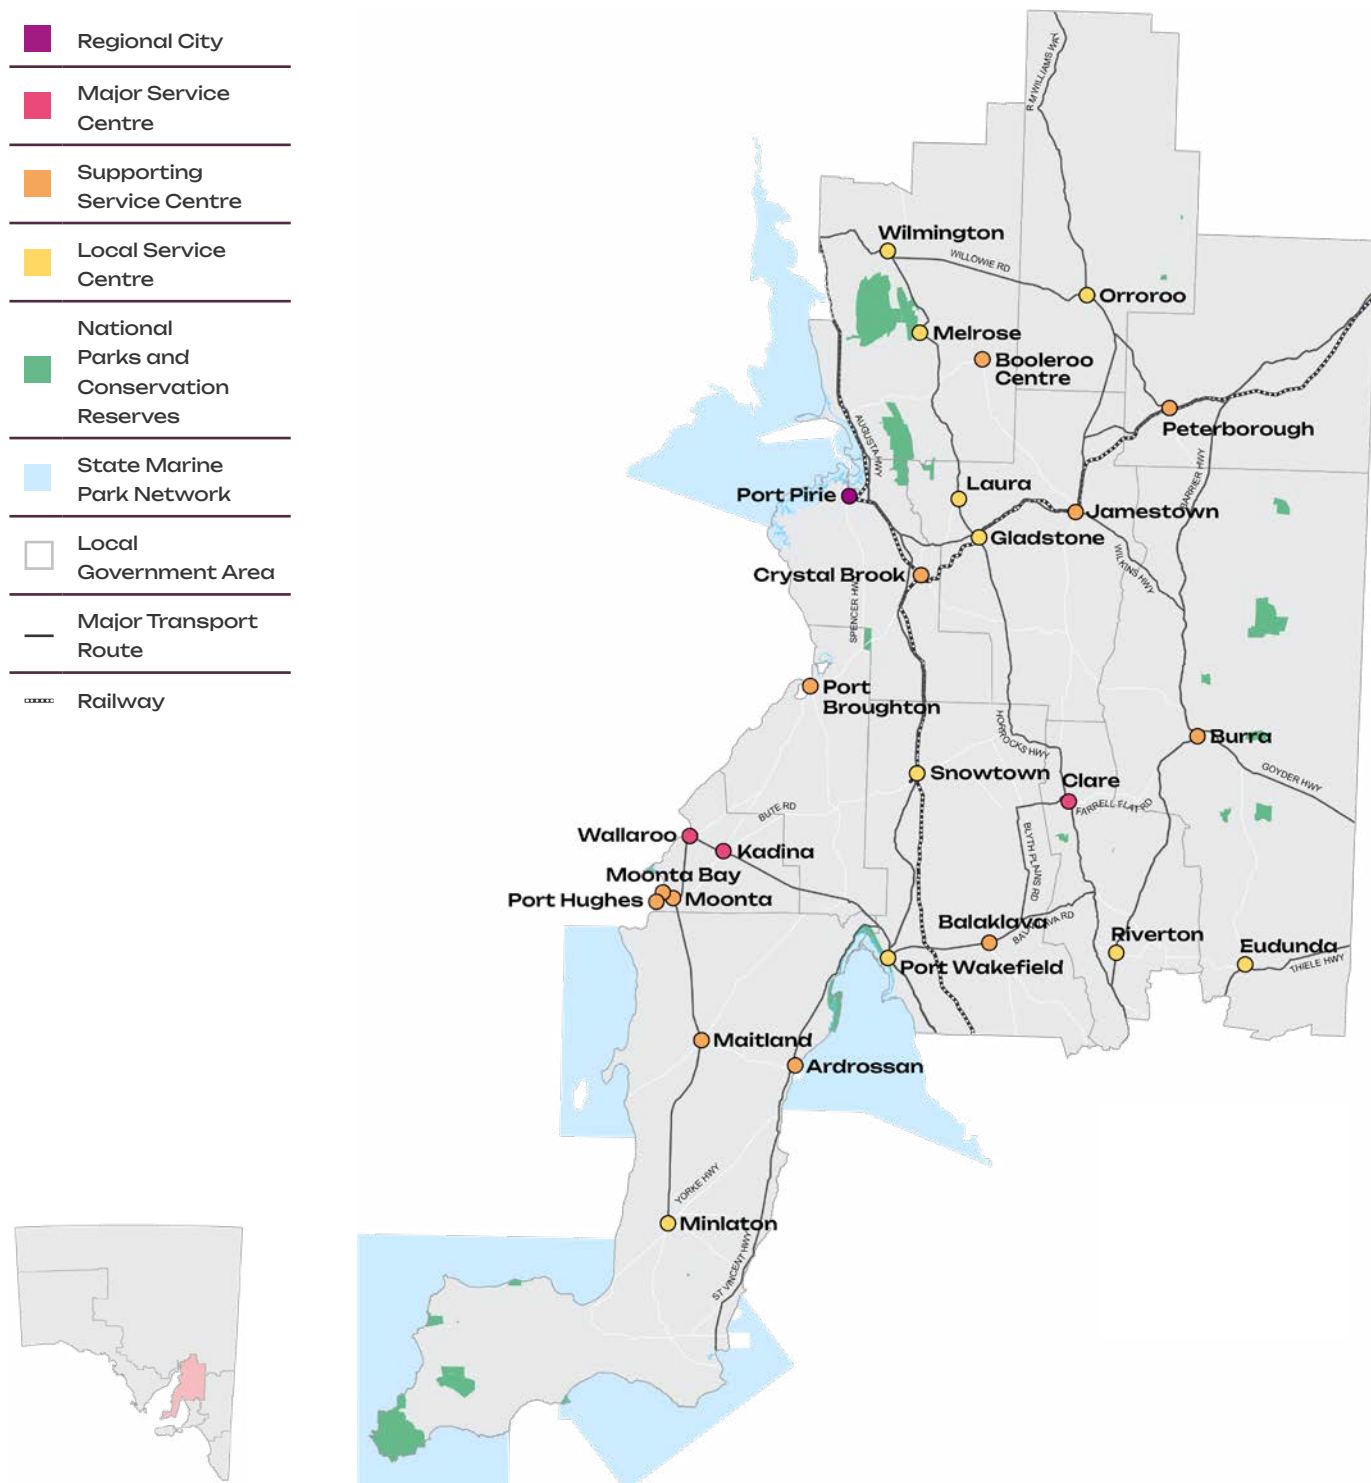 Regional City
Major Service
Centre
Supporting
Service Centre
Local Service
Centre
National
Parks and
Conservation
Reserves
State Marine
Park Network
Local
Government Area
Major Transport
Route
Railway
R M WILLIAMS WAY
Wilmington
WILLOWIE RD
Orroroo
Melrose
Booleroo
Centre
Peterborough
AUGUSTA HWY
BARRIER HWY
Port Pirie
Laura
Jamestown
Gladstone
WILKINS HWY
Crystal Brook
SPENCER HWY
Port
Broughton
HORROCKS HWY
Burra
Snowtown
Clare
GOYDER HWY
BUTE RD
FARRELL FLAT RD
Wallaroo
Kadina
BLYTH PLAINS RD
Moonta Bay
Port Hughes
Moonta
Balaklava
BALAKLAVA RD
Riverton
Eudunda
THIELE HWY
Port Wakefield
Maitland
Ardrossan
YORKE HWY
Minlaton
ST VINCENT HWY